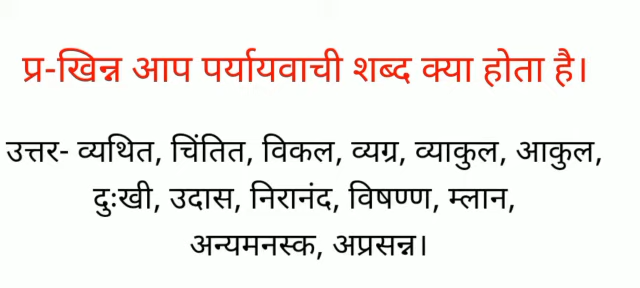 प्र-खिन्न आप पर्यायवाची शब्द क्या होता है।
उत्तर- व्यथित, चिंतित, विकल, व्यग्र, व्याकुल, आकुल,
दुःखी, उदास, निरानंद, विषण्ण, म्लान,
अन्यमनस्क, अप्रसन्न।